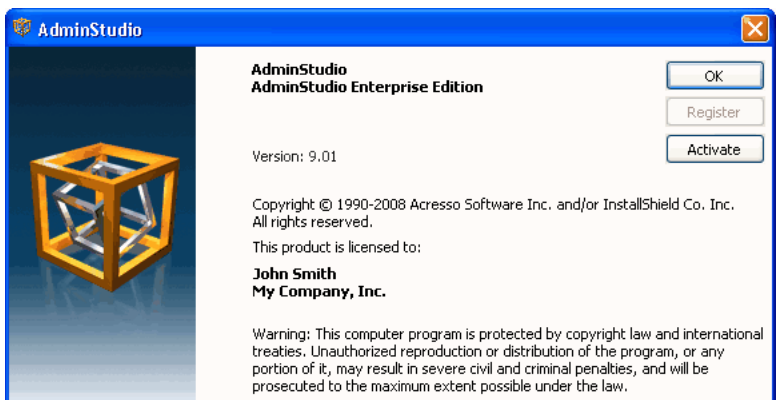 AdminStudio
AdminStudio
AdminStudio Enterprise Edition
OK
Register
Version: 9.01
Activate
Copyright © 1990-2008 Acresso Software Inc. and/or InstallShield Co. Inc.
All rights reserved.
This product is licensed to:
John Smith
My Company, Inc.
Warning: This computer program is protected by copyright law and international
treaties. Unauthorized reproduction or distribution of the program, or any
portion of it, may result in severe civil and criminal penalties, and will be
prosecuted to the maximum extent possible under the law.